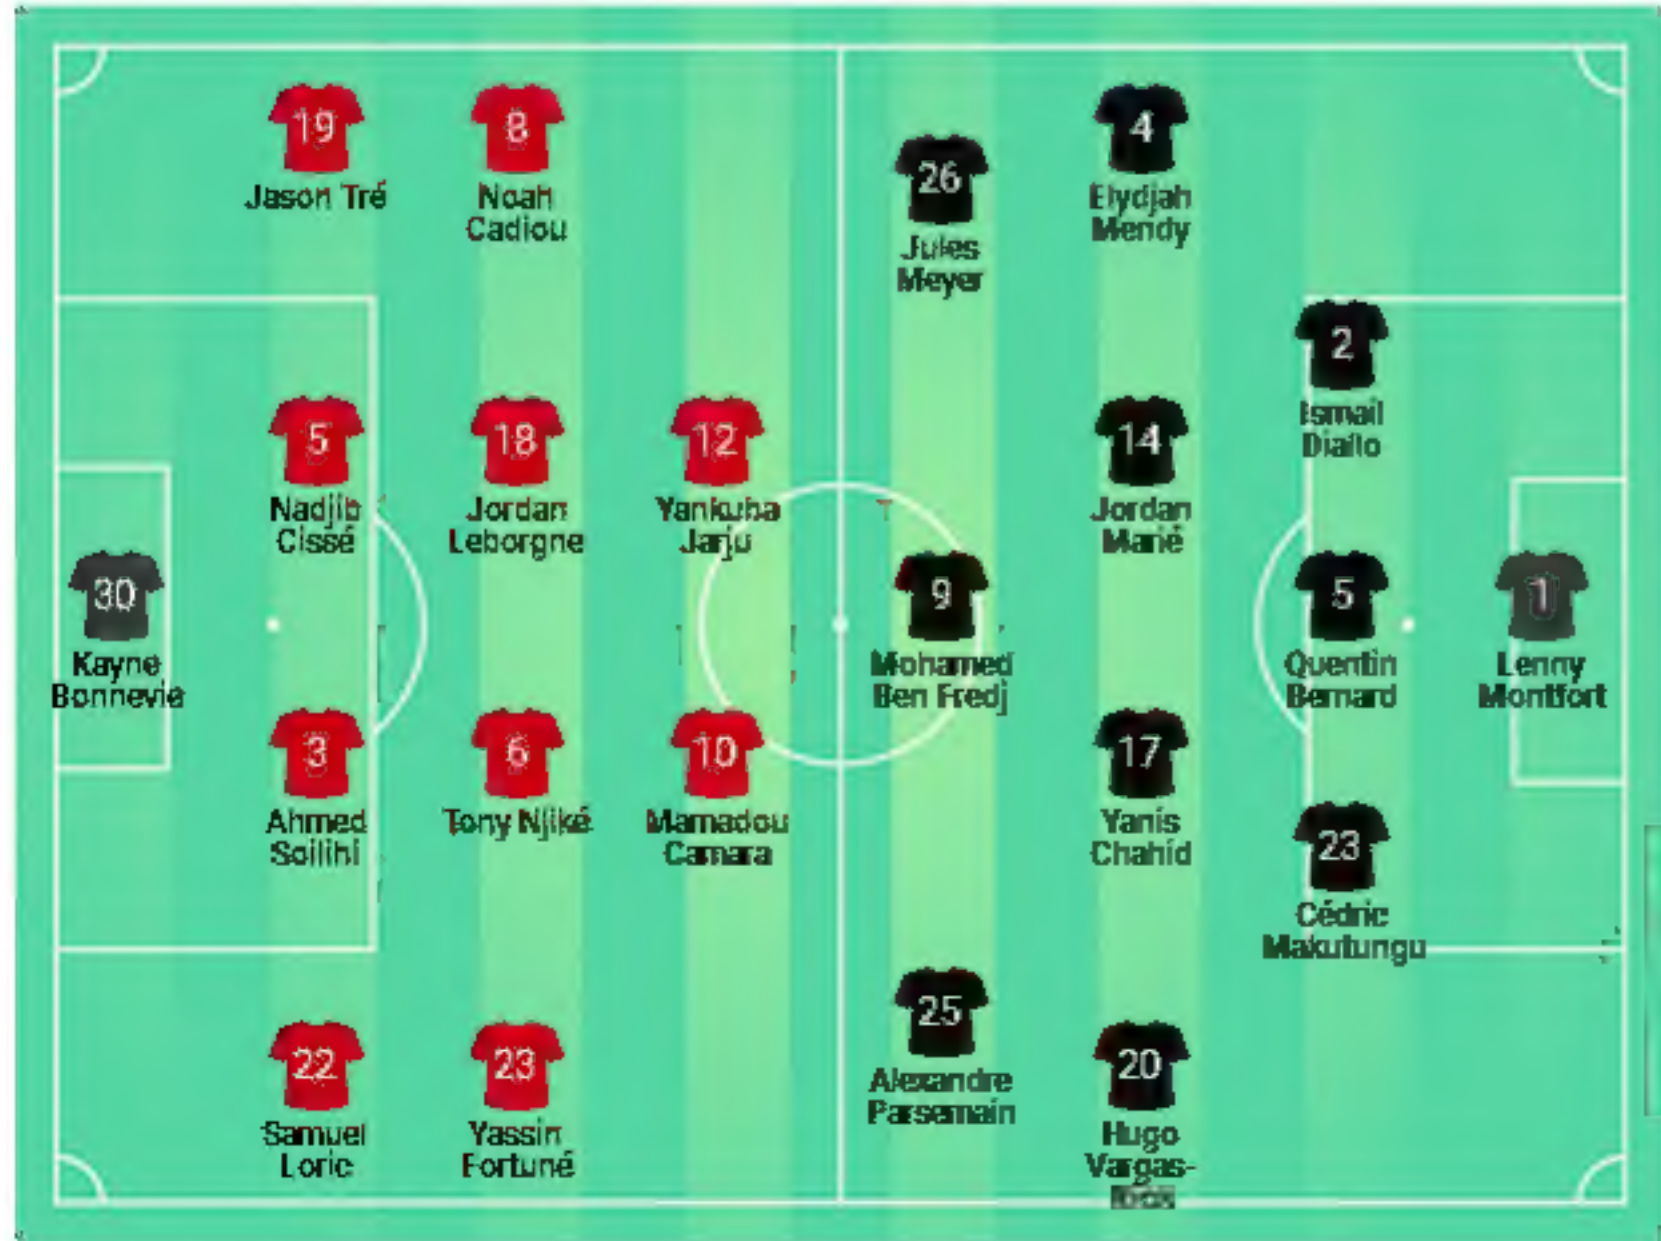 19
Jason Tré
8
Noah
Cadiou
26
Jules
Meyer
4
Elydjah
Mendy
5
Nadjib
Cissé
18
Jordan
Leborgne
12
Yankuba
Jarju
14
Jordan
Marié
2
Ismail
Diallo
30
Kayne
Bonnevie
9
Mohamed
Ben Fredj
5
Quentin
Bernard
1
Lenny
Montfort
3
Ahmed
Soilihi
6
Tony Njiké
10
Mamadou
Camara
17
Yanis
Chahid
23
Cédric
Makutungu
22
Samuel
Loric
23
Yassin
Fortuné
25
Alexandre
Parsemain
20
Hugo
Vargas-